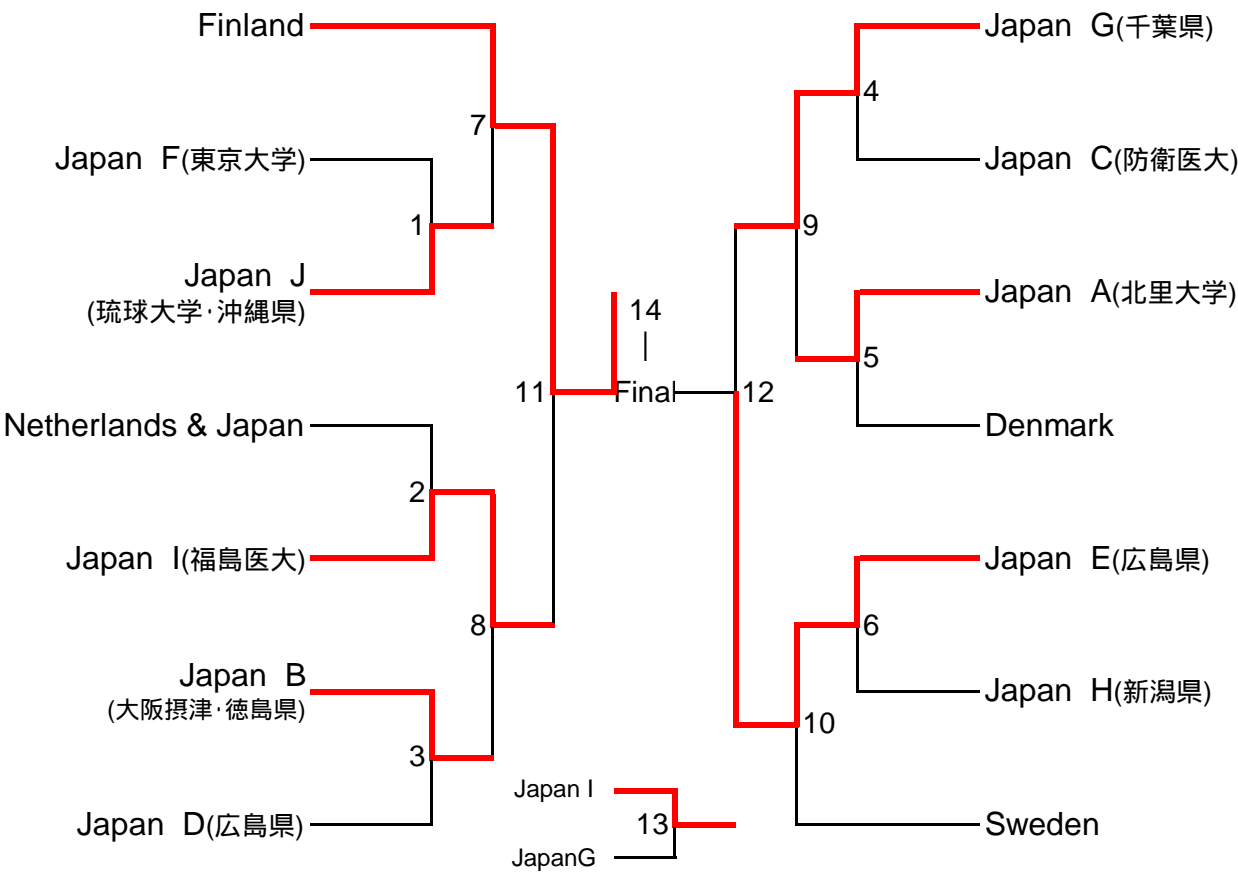 Finland
7
Japan F(東京大学)
1
Japan J
(琉球大学·沖縄県)
11
Netherlands & Japan
2
Japan I(福島医大)
8
Japan B
(大阪摂津·徳島県)
3
Japan D(広島県)
14
|
Final
Japan I
13
JapanG
Japan G(千葉県)
4
Japan C(防衛医大)
9
Japan A(北里大学)
5
12
Denmark
Japan E(広島県)
6
Japan H(新潟県)
10
Sweden